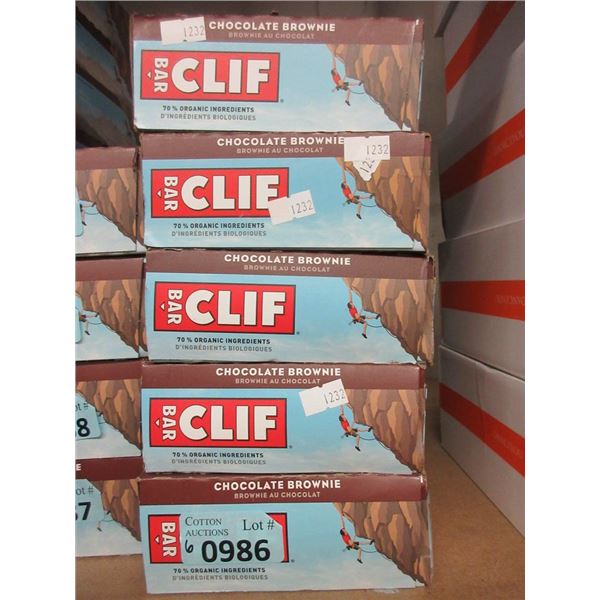 CHOCOLATE BROWNIE
BROWNIE AU CHOCOLAT
1232
BAR CLIF
70% ORGANIC INGREDIENTS
D'INGRÉDIENTS BIOLOGIQUES
CHOCOLATE BROWNIE
BROWNIE AU CHOCOLAT
1232
BAR CLIF
1232
70% ORGANIC INGREDIENTS
D'INGRÉDIENTS BIOLOGIQUES
CHOCOLATE BROWNIE
BROWNIE AU CHOCOLAT
BAR CLIF
70% ORGANIC INGREDIENTS
D'INGRÉDIENTS BIOLOGIQUES
CHOCOLATE BROWNIE
BROWNIE AU CHOCOLAT
1232
BAR CLIF
70% ORGANIC INGREDIENTS
D'INGRÉDIENTS BIOLOGIQUES
CHOCOLATE BROWNIE
BROWNIE AU CHOCOLAT
BAR
COTTON AUCTIONS
Lot #
6 0986
70% ORGANIC INGREDIENTS
D'INGRÉDIENTS BIOLOGIQUES
Lot #